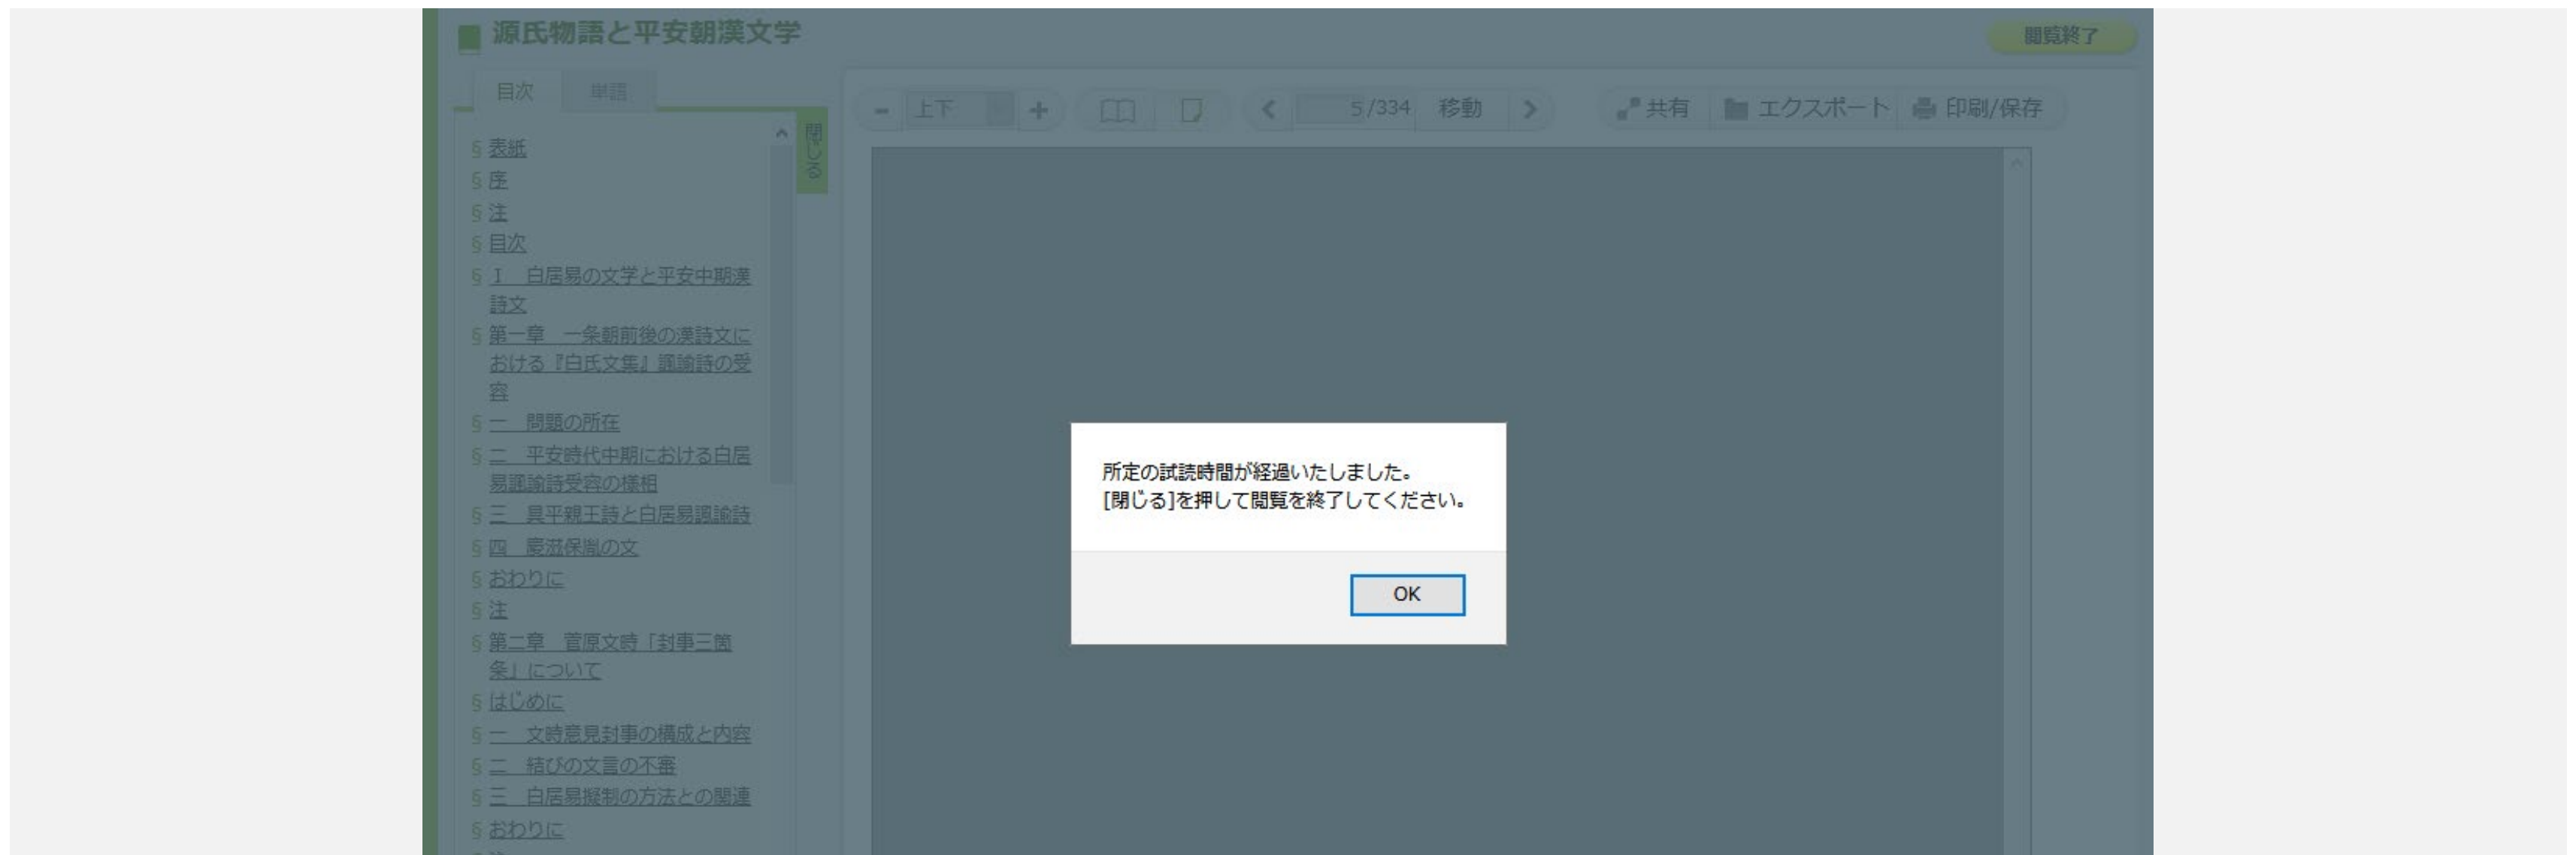 源氏物語と平安朝漢文学
閲覧終了
目次 単語
閉じる
- 上下 + 5/334 移動 共有 エクスポート 印刷/保存
§ 表紙
§ 序
§ 注
§ 目次
§ Ⅰ 白居易の文学と平安中期漢
詩文
§ 第一章 一条朝前後の漢詩文に
おける『白氏文集』諷諭詩の受
容
§ 一 問題の所在
§ 二 平安時代中期における白居
易諷諭詩受容の様相
§ 三 具平親王詩と白居易諷諭詩
§ 四 慶滋保胤の文
§ おわりに
§ 注
§ 第二章 菅原文時「封事三箇
条」について
§ はじめに
§ 一 文時意見封事の構成と内容
§ 二 結びの文言の不審
§ 三 白居易擬制の方法との関連
§ おわりに
所定の試読時間が経過いたしました。
[閉じる]を押して閲覧を終了してください。
OK